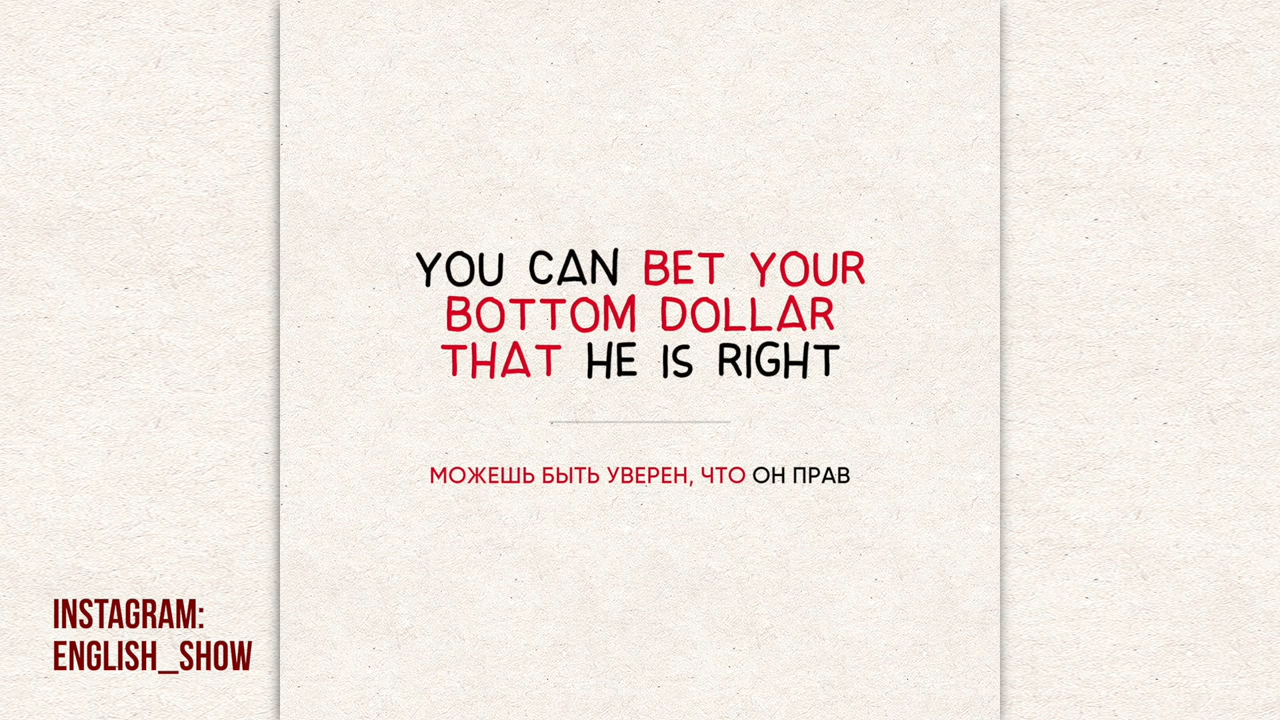 YOU CAN BET YOUR
BOTTOM DOLLAR
THAT HE IS RIGHT
МОЖЕШЬ БЫТЬ УВЕРЕН, ЧТО ОН ПРАВ
INSTAGRAM:
ENGLISH_SHOW